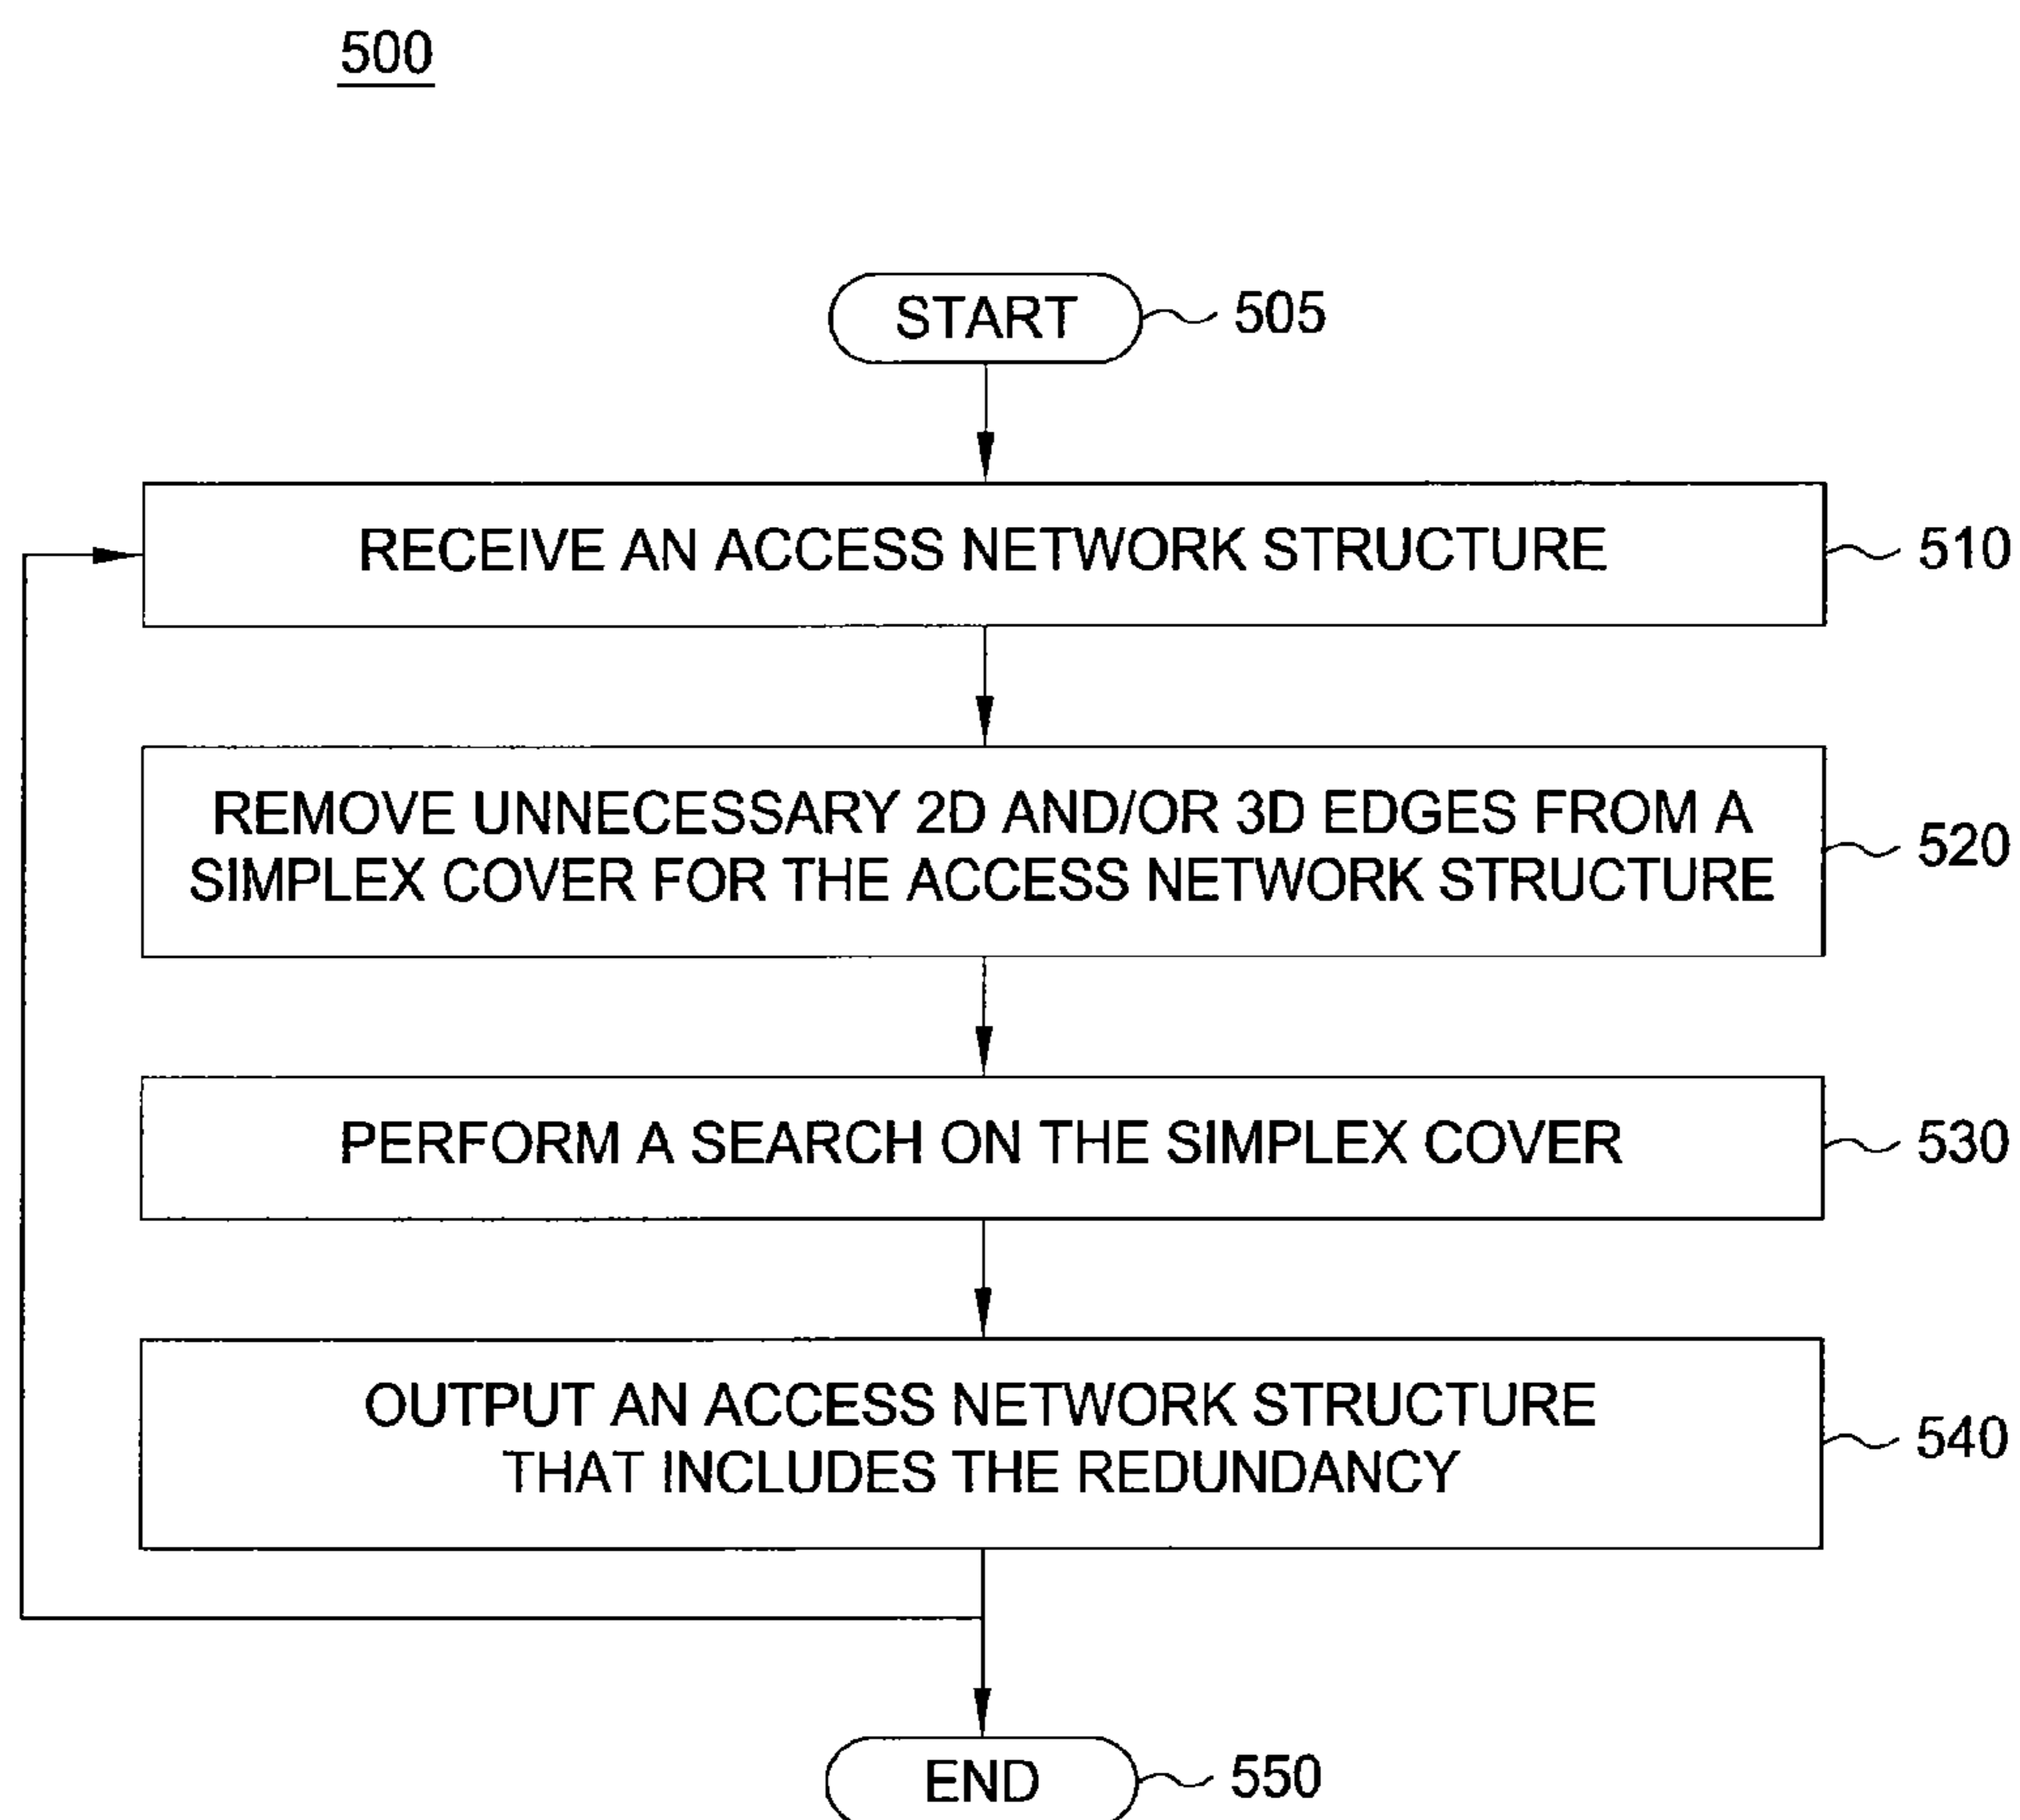 500
START
505
RECEIVE AN ACCESS NETWORK STRUCTURE
510
REMOVE UNNECESSARY 2D AND/OR 3D EDGES FROM A
SIMPLEX COVER FOR THE ACCESS NETWORK STRUCTURE
520
PERFORM A SEARCH ON THE SIMPLEX COVER
530
OUTPUT AN ACCESS NETWORK STRUCTURE
THAT INCLUDES THE REDUNDANCY
540
END
550